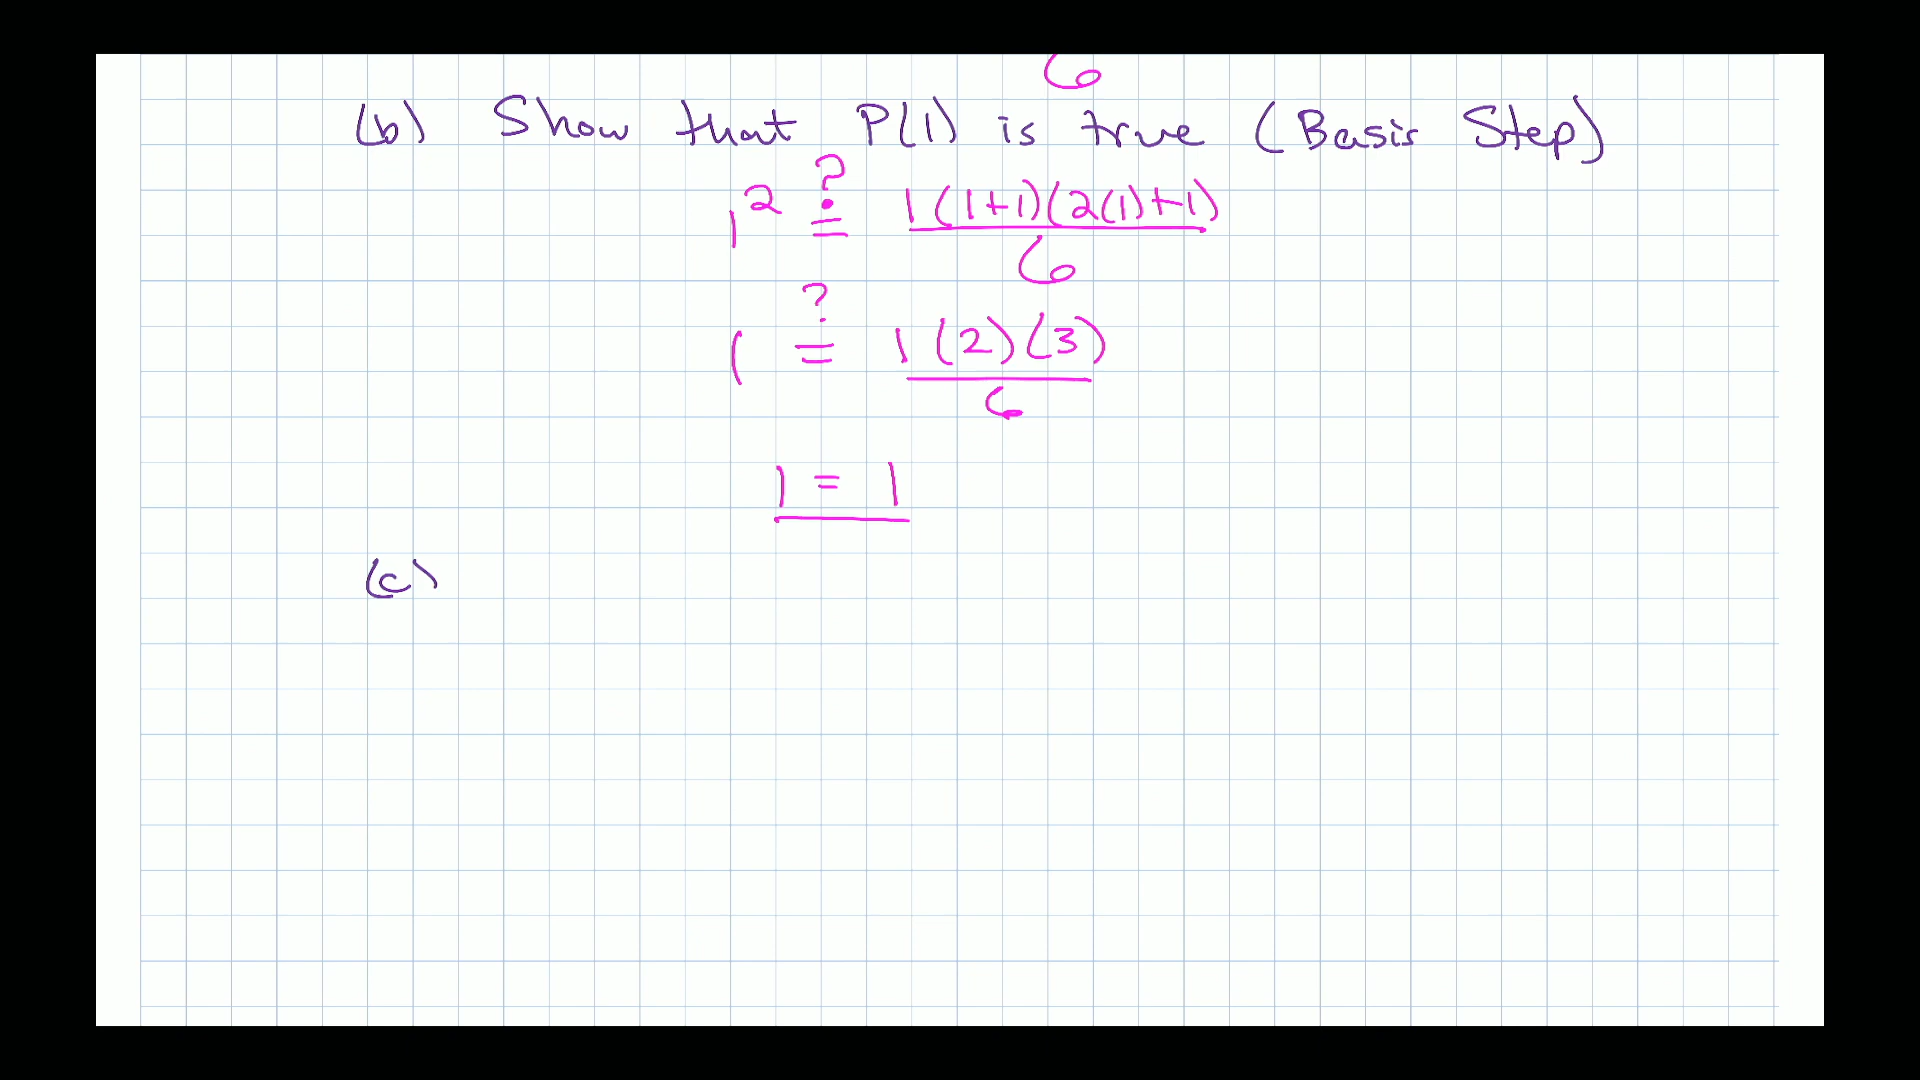 6
(b) Show that P(1) is true (Basis Step)
?
1² = 1(1+1)(2(1)+1)
6
?
1 = 1(2)(3)
6
1 = 1
(c)